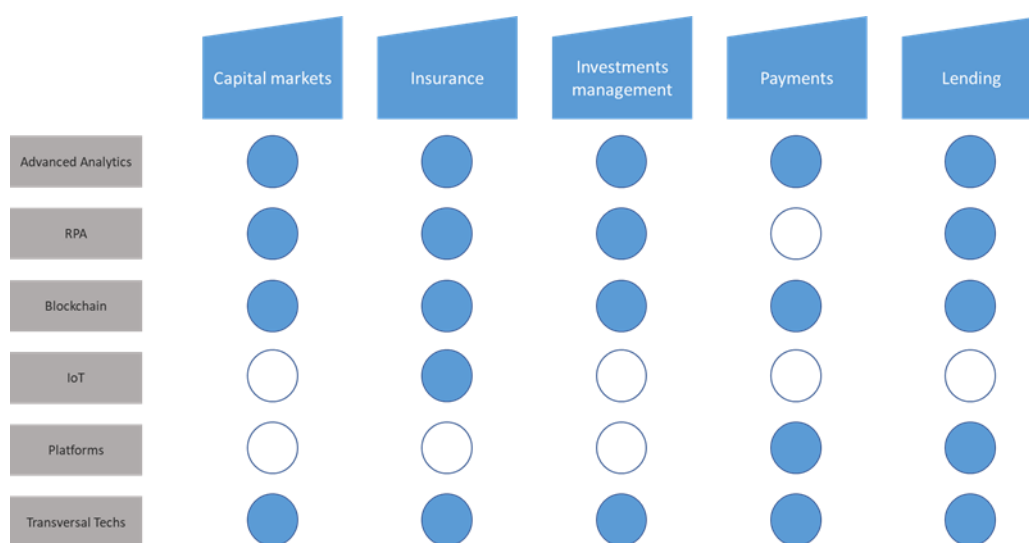 Capital markets
Insurance
Investments
management
Payments
Lending
Advanced Analytics
RPA
Blockchain
IoT
Platforms
Transversal Techs